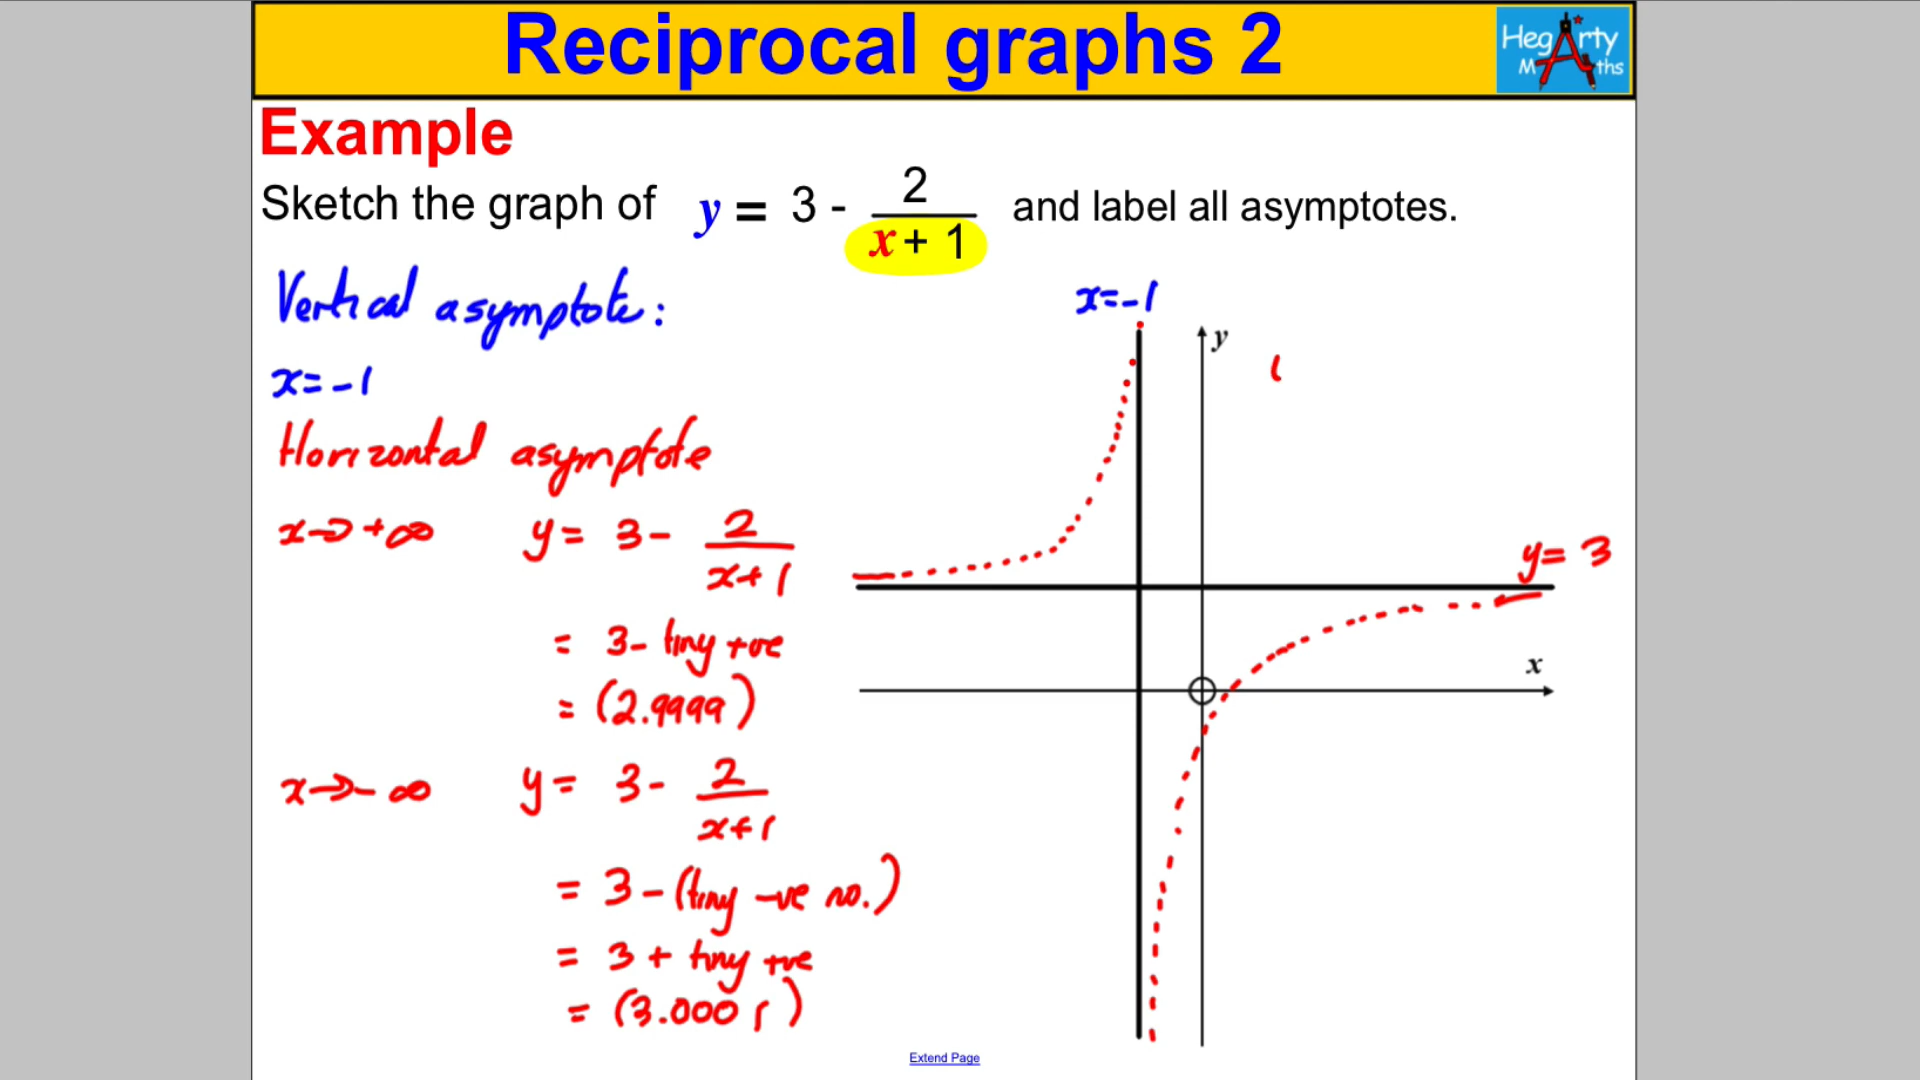 Reciprocal graphs 2
Hegarty
Maths
Example
Sketch the graph of y = 3 - 2/(x + 1) and label all asymptotes.
Vertical asymptote:
x = -1
Horizontal asymptote
x → +∞ y = 3 - 2/(x+1)
= 3 - tiny +ve
= (2.9999)
x → -∞ y = 3 - 2/(x+1)
= 3 - (tiny -ve no.)
= 3 + tiny +ve
= (3.0001)
x = -1
y
(
y = 3
x
Extend Page